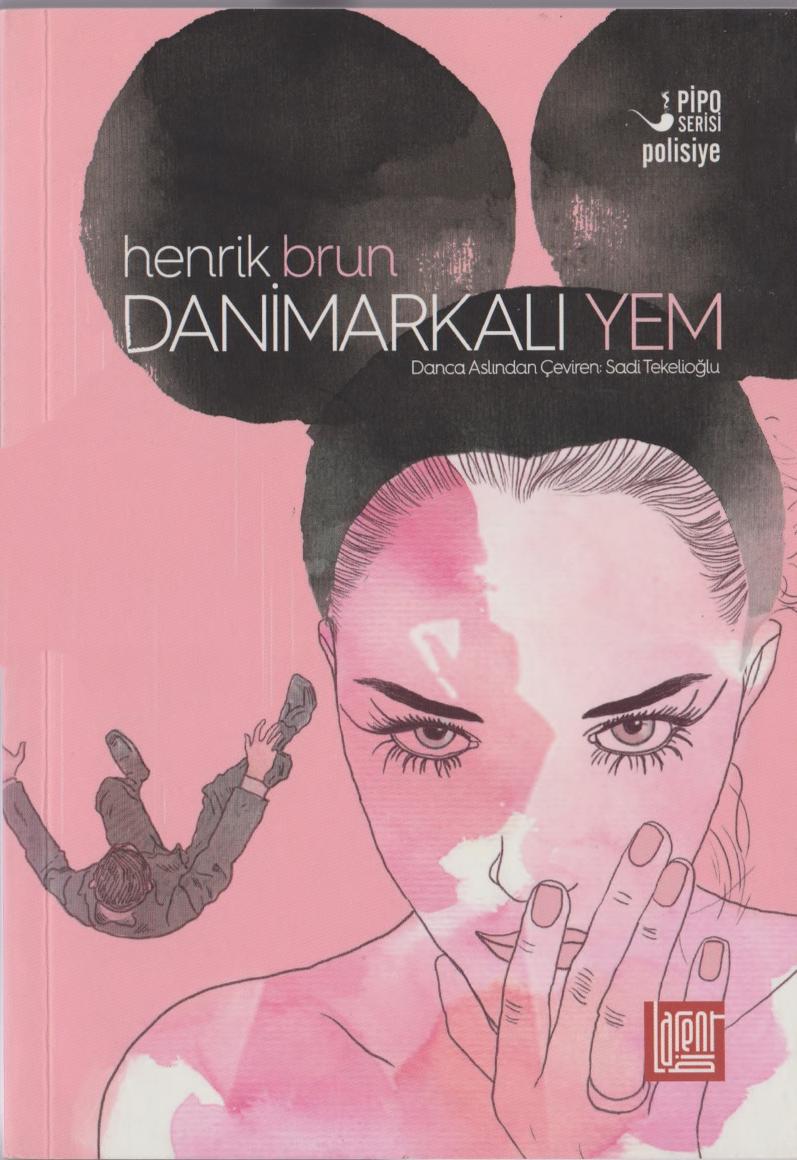 PİPO
SERİSİ
polisiye
henrik brun
DANİMARKALI YEM
Danca Aslından Çeviren: Sadi Tekelioğlu